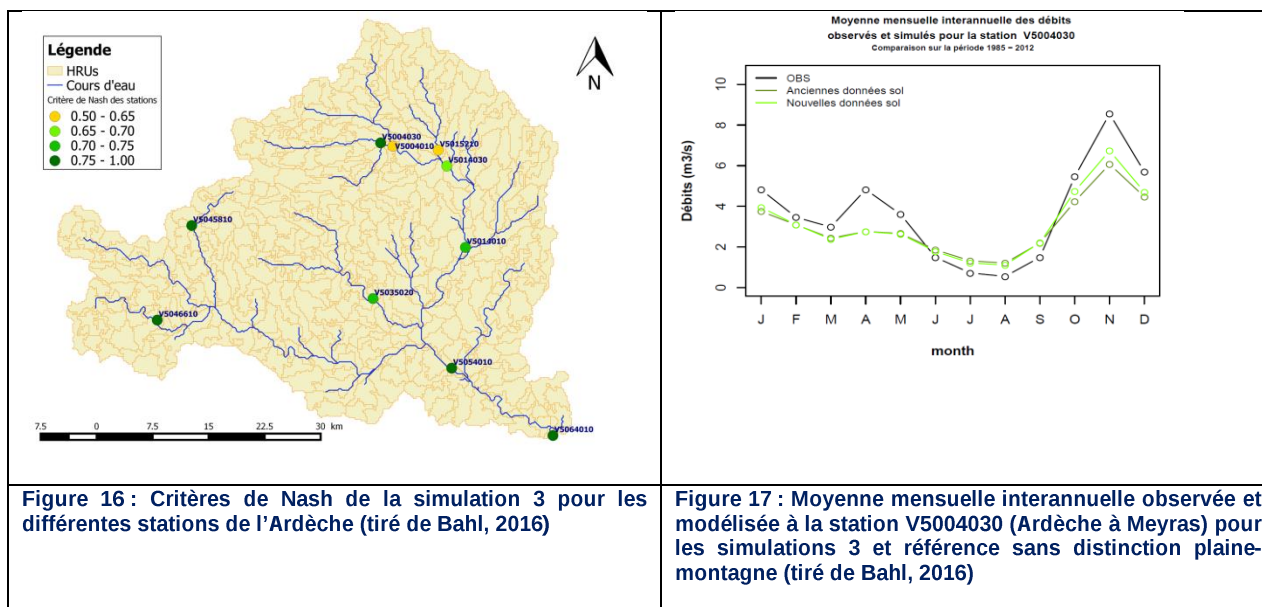 Légende
HRUs
Cours d'eau
Critère de Nash des stations
0.50 - 0.65
0.65 - 0.70
0.70 - 0.75
0.75 - 1.00
N
V5004030
V5004010
V5015210
V5014030
V5045810
V5014010
V5035020
V5046610
V5054010
V5064010
7.5 0 7.5 15 22.5 30 km
Moyenne mensuelle interannuelle des débits
observés et simulés pour la station V5004030
Comparaison sur la période 1985 − 2012
OBS
Anciennes données sol
Nouvelles données sol
Débits (m3/s)
10
8
6
4
2
0
J F M A M J J A S O N D
month
Figure 16 : Critères de Nash de la simulation 3 pour les
différentes stations de l'Ardèche (tiré de Bahl, 2016)
Figure 17 : Moyenne mensuelle interannuelle observée et
modélisée à la station V5004030 (Ardèche à Meyras) pour
les simulations 3 et référence sans distinction plaine-
montagne (tiré de Bahl, 2016)